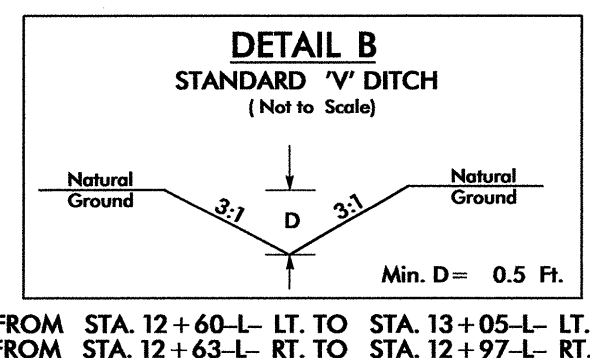 DETAIL B
STANDARD 'V' DITCH
( Not to Scale)
Natural Ground
Natural Ground
3:1
D
3:1
Min. D= 0.5 Ft.
FROM STA. 12+60-L- LT. TO STA. 13+05-L- LT.
FROM STA. 12+63-L- RT. TO STA. 12+97-L- RT.